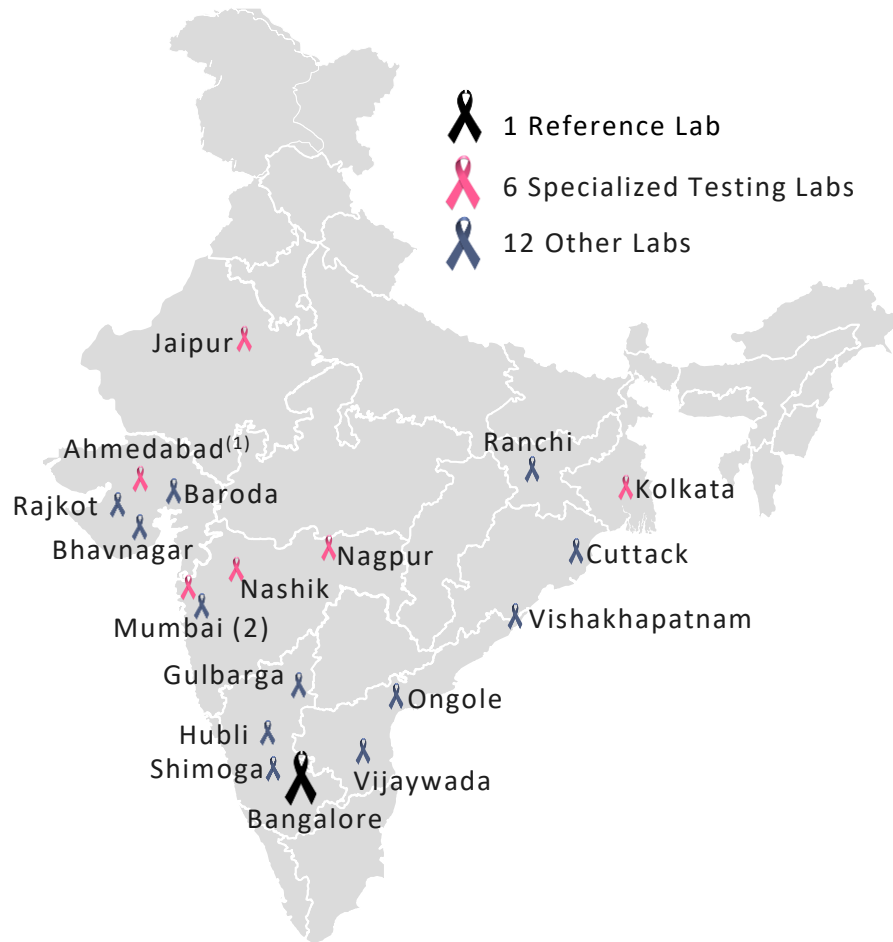 1 Reference Lab
6 Specialized Testing Labs
12 Other Labs
Jaipur
Ahmedabad(1)
Ranchi
Kolkata
Baroda
Rajkot
Bhavnagar
Nagpur
Cuttack
Nashik
Mumbai (2)
Vishakhapatnam
Gulbarga
Ongole
Hubli
Shimoga
Vijaywada
Bangalore